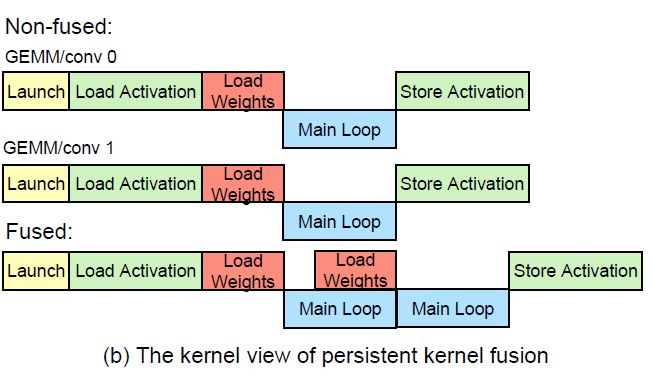 Non-fused:
GEMM/conv 0
Launch Load Activation Load Weights Store Activation
Main Loop
GEMM/conv 1
Launch Load Activation Load Weights Store Activation
Main Loop
Fused:
Launch Load Activation Load Weights Load Weights Store Activation
Main Loop Main Loop
(b) The kernel view of persistent kernel fusion